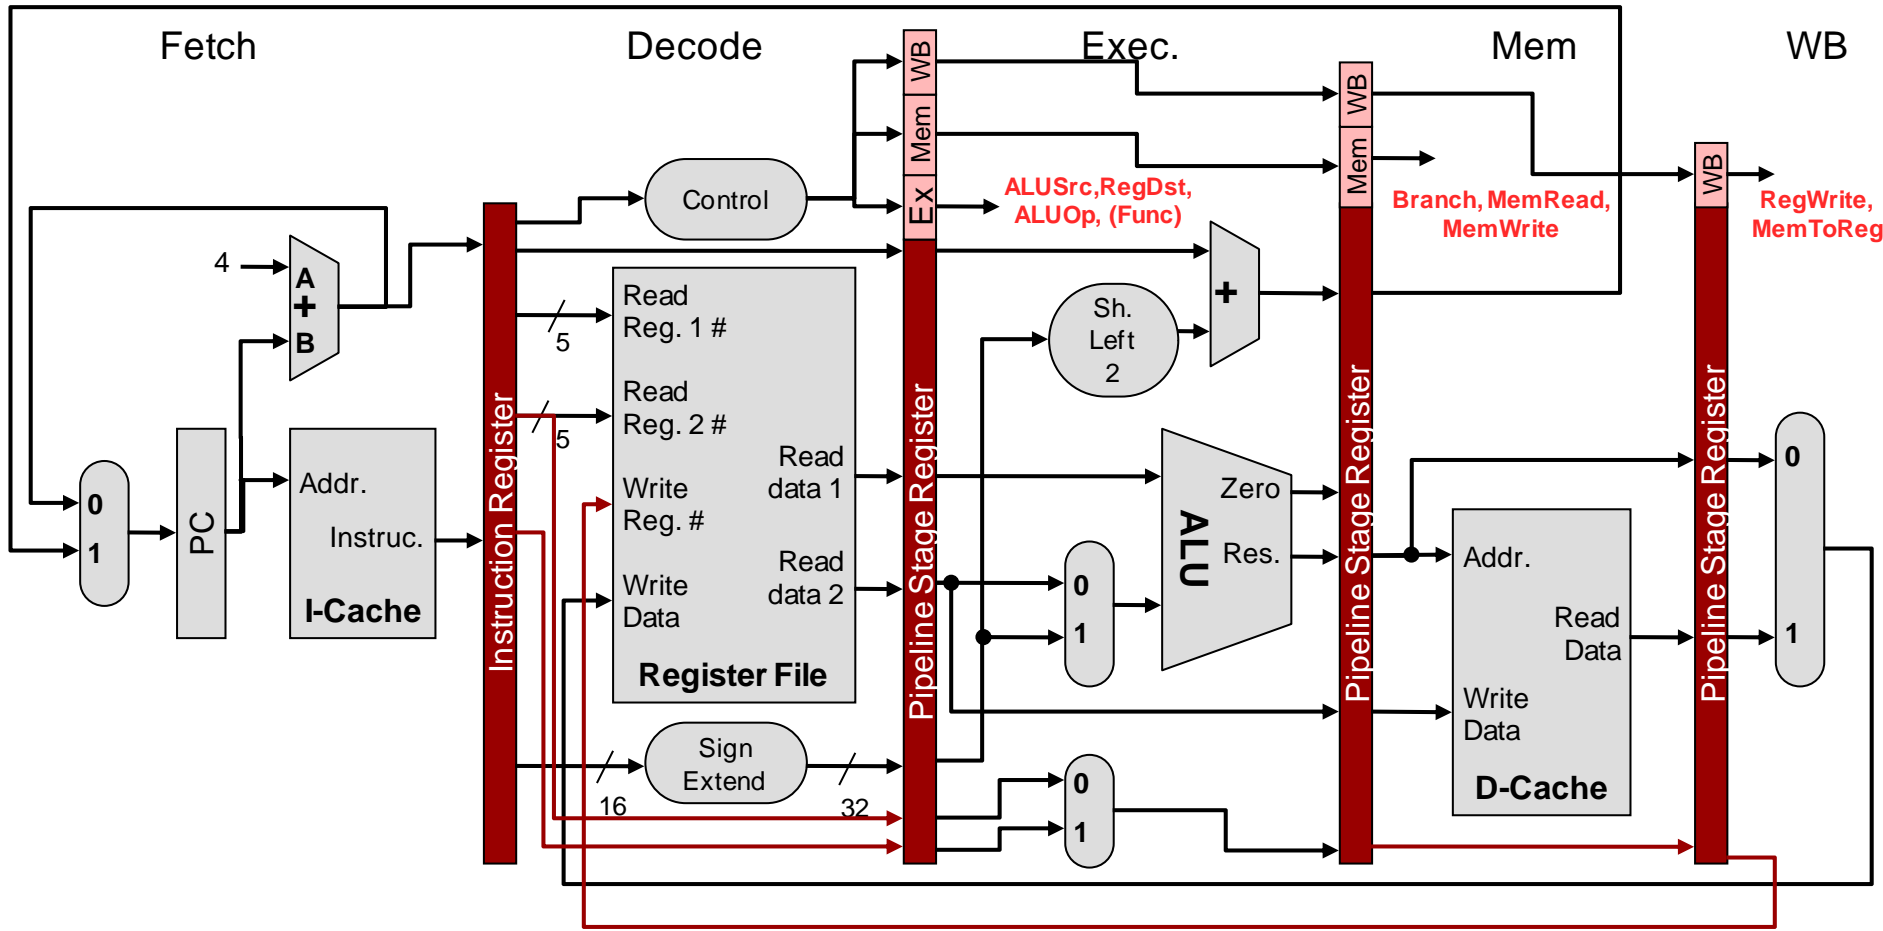 Fetch
Decode
Exec.
Mem
WB
WB
Mem
Ex
WB
Mem
WB
Control
ALUSrc,RegDst,
ALUOp, (Func)
Branch, MemRead,
MemWrite
RegWrite,
MemToReg
4
A
+
B
Read
Reg. 1 #
5
Read
Reg. 2 #
5
Write
Reg. #
Write
Data
Read
data 1
Read
data 2
Register File
Sh.
Left
2
+
0
1
PC
Addr.
Instruc.
I-Cache
Instruction Register
Pipeline Stage Register
Zero
ALU
Res.
0
1
Pipeline Stage Register
Addr.
Read
Data
Write
Data
D-Cache
Pipeline Stage Register
0
1
Sign
Extend
16
32
0
1